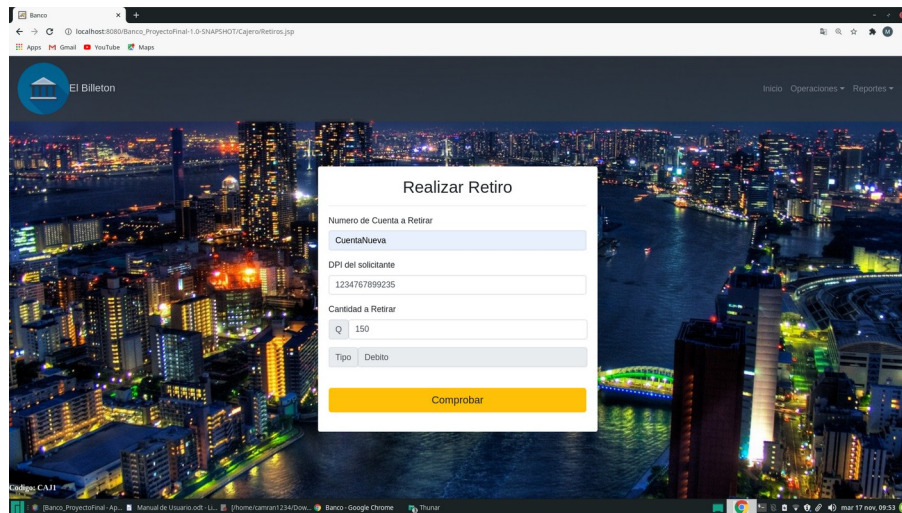 Banco
localhost:8080/Banco_ProyectoFinal-1.0-SNAPSHOT/Cajero/Retiros.jsp
Apps Gmail YouTube Maps
El Billeton
Inicio Operaciones Reportes
Realizar Retiro
Numero de Cuenta a Retirar
CuentaNueva
DPI del solicitante
1234767899235
Cantidad a Retirar
Q 150
Tipo Debito
Comprobar
Codigo: CAJ1
[Banco_ProyectoFinal - Ap... Manual de Usuario.odt - Li... [/home/camran1234/Dow... Banco - Google Chrome Thunar mar 17 nov, 09:53